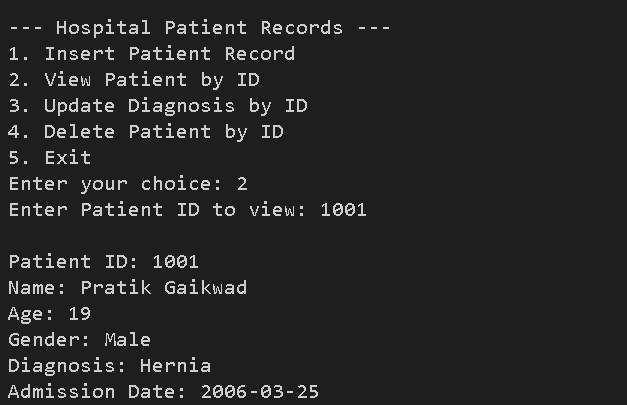 --- Hospital Patient Records ---
1. Insert Patient Record
2. View Patient by ID
3. Update Diagnosis by ID
4. Delete Patient by ID
5. Exit
Enter your choice: 2
Enter Patient ID to view: 1001
Patient ID: 1001
Name: Pratik Gaikwad
Age: 19
Gender: Male
Diagnosis: Hernia
Admission Date: 2006-03-25